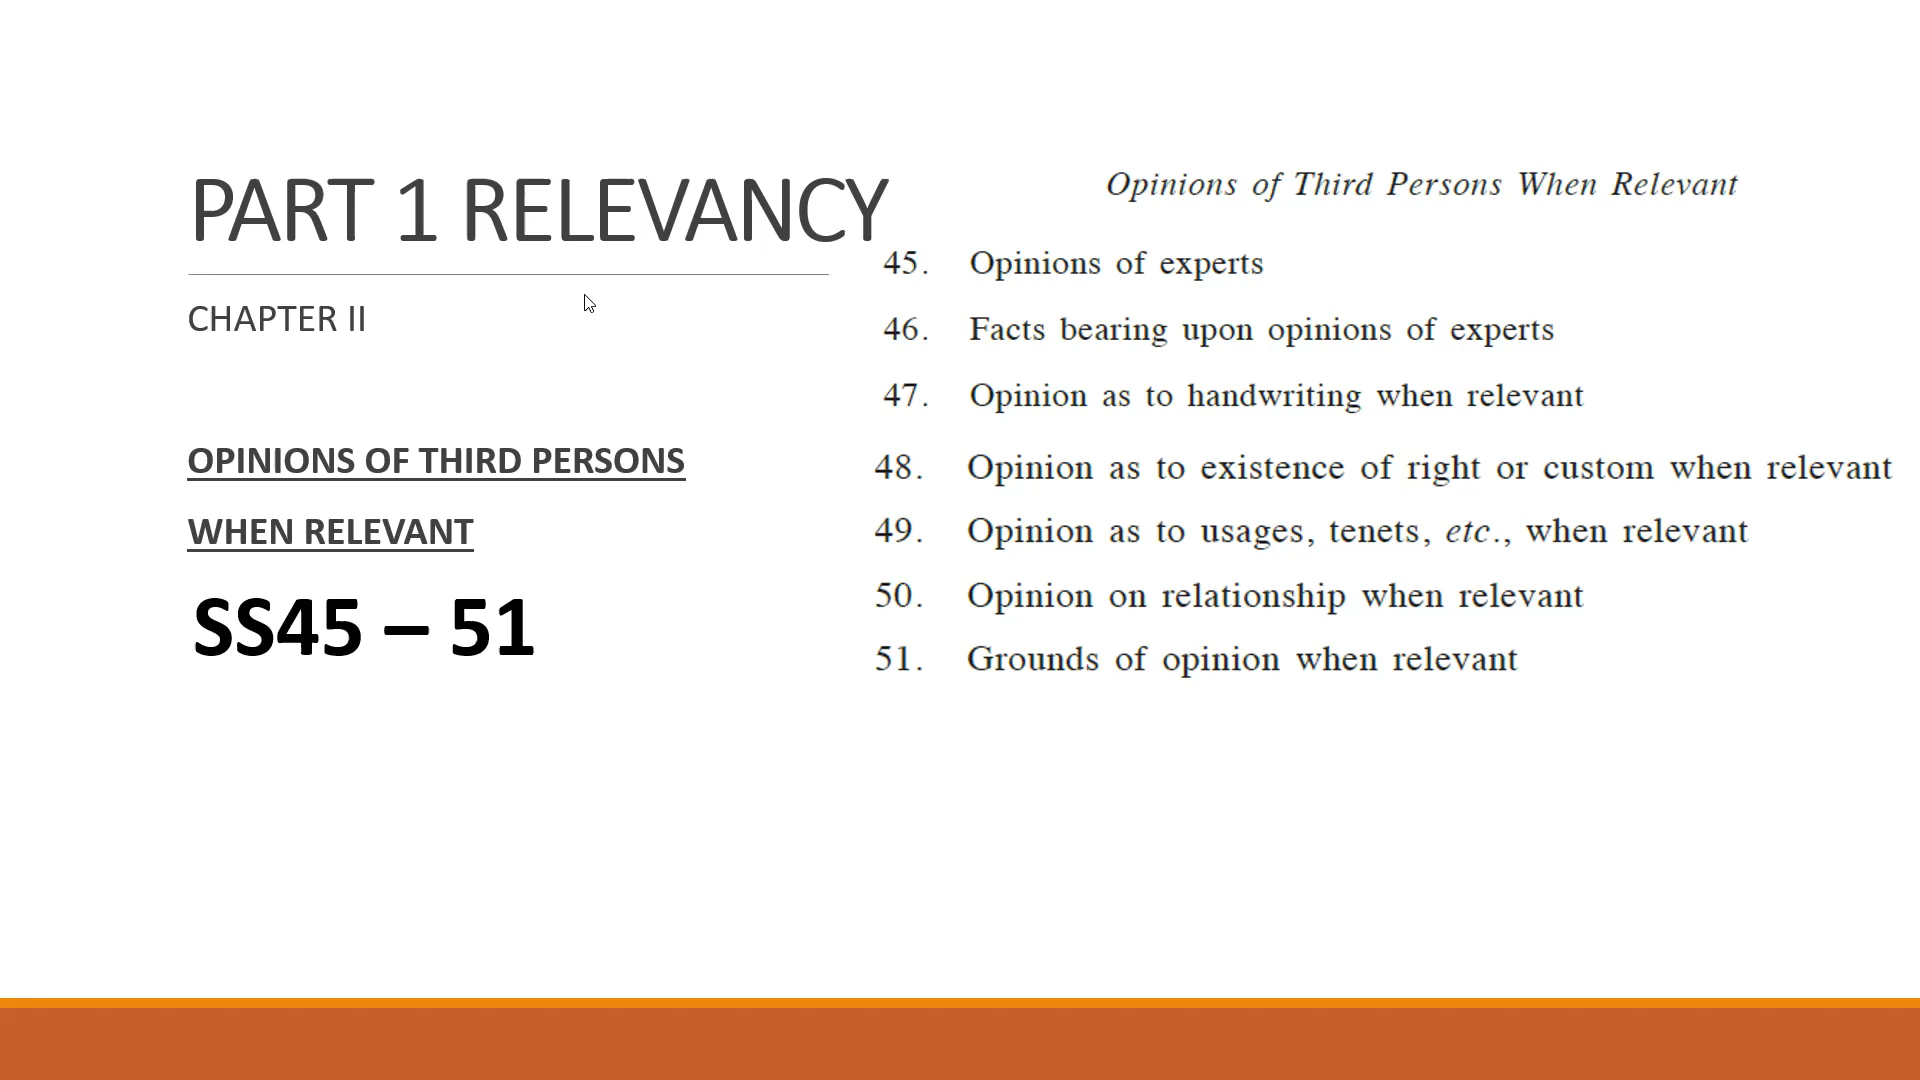 PART 1 RELEVANCY
CHAPTER II
OPINIONS OF THIRD PERSONS
WHEN RELEVANT
SS45 – 51
Opinions of Third Persons When Relevant
45. Opinions of experts
46. Facts bearing upon opinions of experts
47. Opinion as to handwriting when relevant
48. Opinion as to existence of right or custom when relevant
49. Opinion as to usages, tenets, etc., when relevant
50. Opinion on relationship when relevant
51. Grounds of opinion when relevant